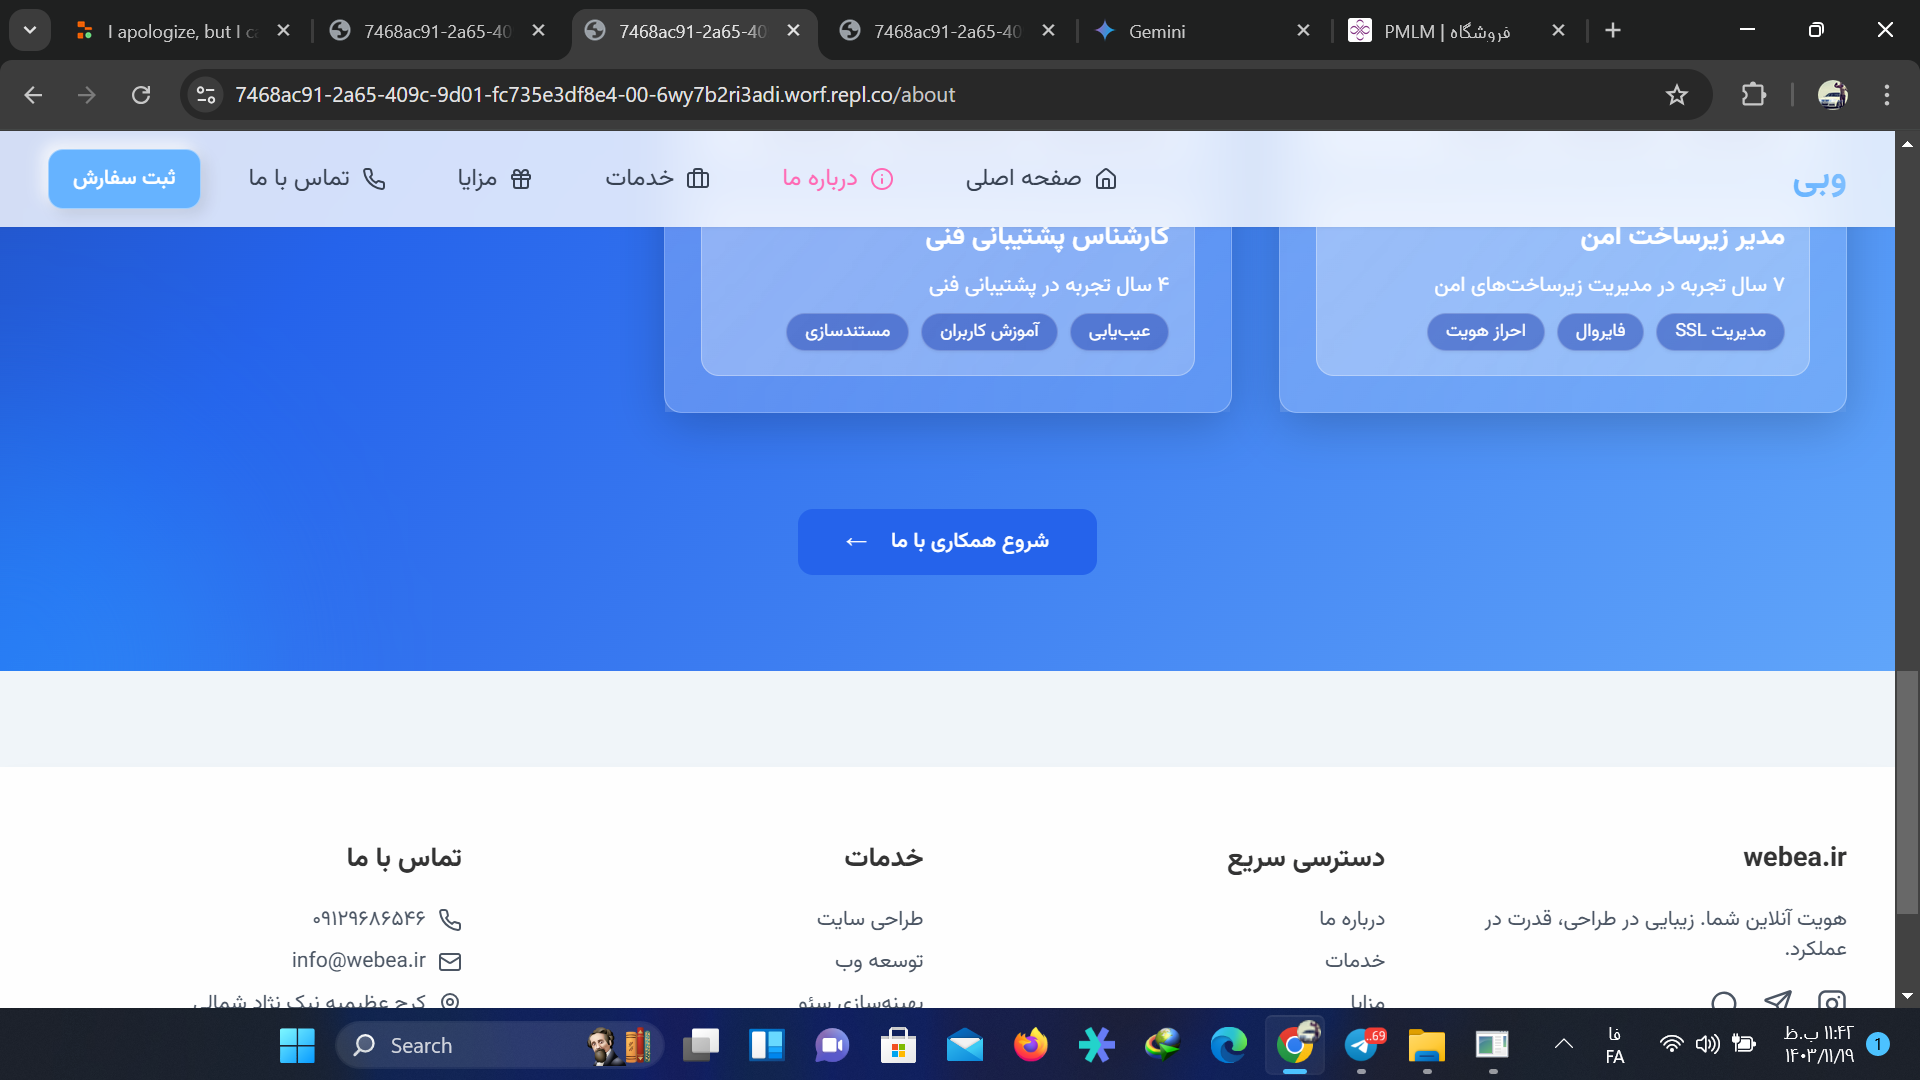 I apologize, but I ca
7468ac91-2a65-40
7468ac91-2a65-40
7468ac91-2a65-40
Gemini
PMLM | فروشگاه
7468ac91-2a65-409c-9d01-fc735e3df8e4-00-6wy7b2ri3adi.worf.repl.co/about
وبی
صفحه اصلی
درباره ما
خدمات
مزایا
تماس با ما
ثبت سفارش
مدیر زیرساخت امن
۷ سال تجربه در مدیریت زیرساخت‌های امن
مدیریت SSL
فایروال
احراز هویت
کارشناس پشتیبانی فنی
۴ سال تجربه در پشتیبانی فنی
عیب‌یابی
آموزش کاربران
مستندسازی
شروع همکاری با ما ←
webea.ir
هویت آنلاین شما. زیبایی در طراحی، قدرت در
عملکرد.
دسترسی سریع
درباره ما
خدمات
مزایا
خدمات
طراحی سایت
توسعه وب
بهینه‌سازی سئو
تماس با ما
۰۹۱۲۹۶۸۶۵۴۶
info@webea.ir
کرج عظیمیه نیک نژاد شمالی
Search
..69
فا
FA
۱۱:۴۲ ب.ظ
۱۴۰۳/۱۱/۱۹
1